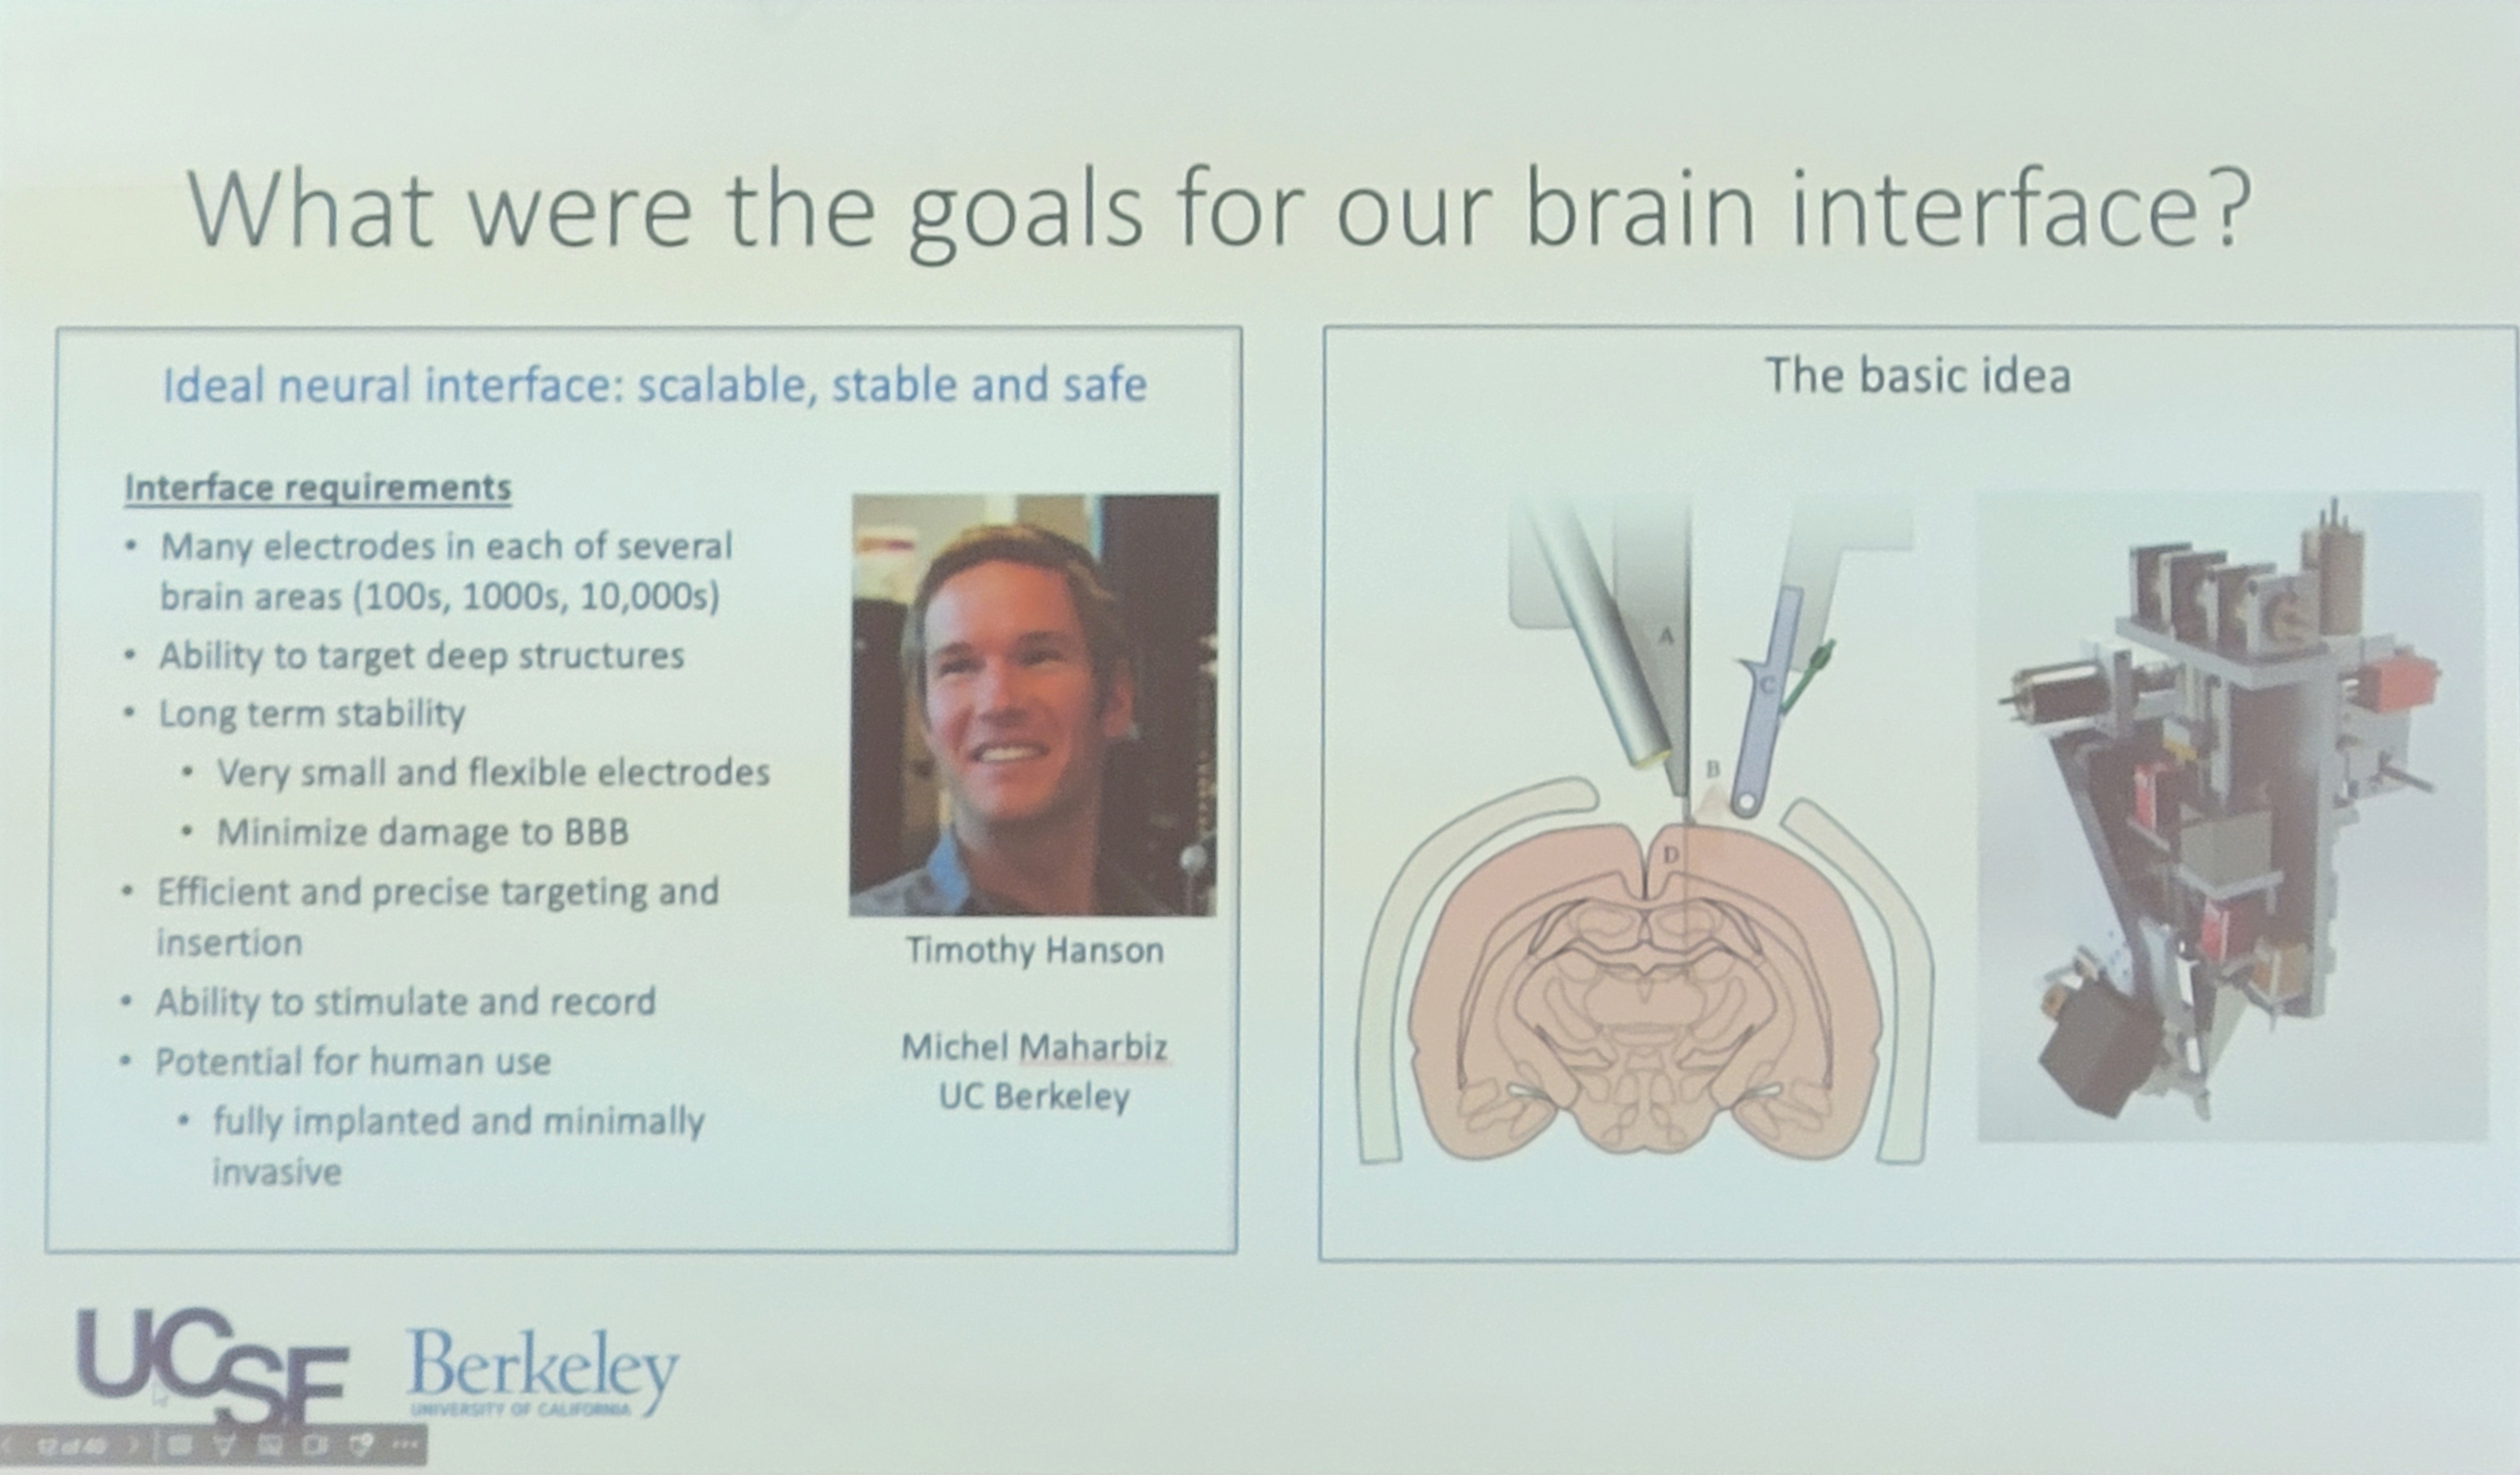 What were the goals for our brain interface?
Ideal neural interface: scalable, stable and safe
Interface requirements
• Many electrodes in each of several
brain areas (100s, 1000s, 10,000s)
• Ability to target deep structures
• Long term stability
• Very small and flexible electrodes
• Minimize damage to BBB
• Efficient and precise targeting and
insertion
• Ability to stimulate and record
• Potential for human use
• fully implanted and minimally
invasive
Timothy Hanson
Michel Maharbiz
UC Berkeley
The basic idea
A
C
B
D
UCSF
Berkeley
UNIVERSITY OF CALIFORNIA
12 of 40